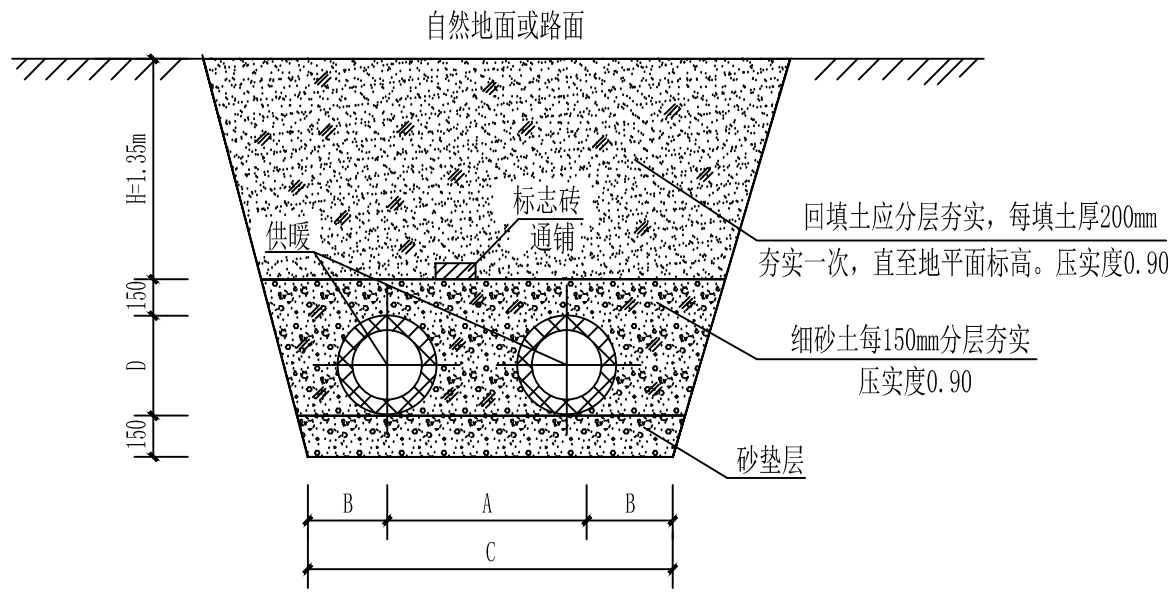 自然地面或路面
H=1.35m
标志砖
通铺
供暖
回填土应分层夯实，每填土厚200mm
夯实一次，直至地平面标高。压实度0.90
150
细砂土每150mm分层夯实
压实度0.90
D
150
砂垫层
B
A
B
C